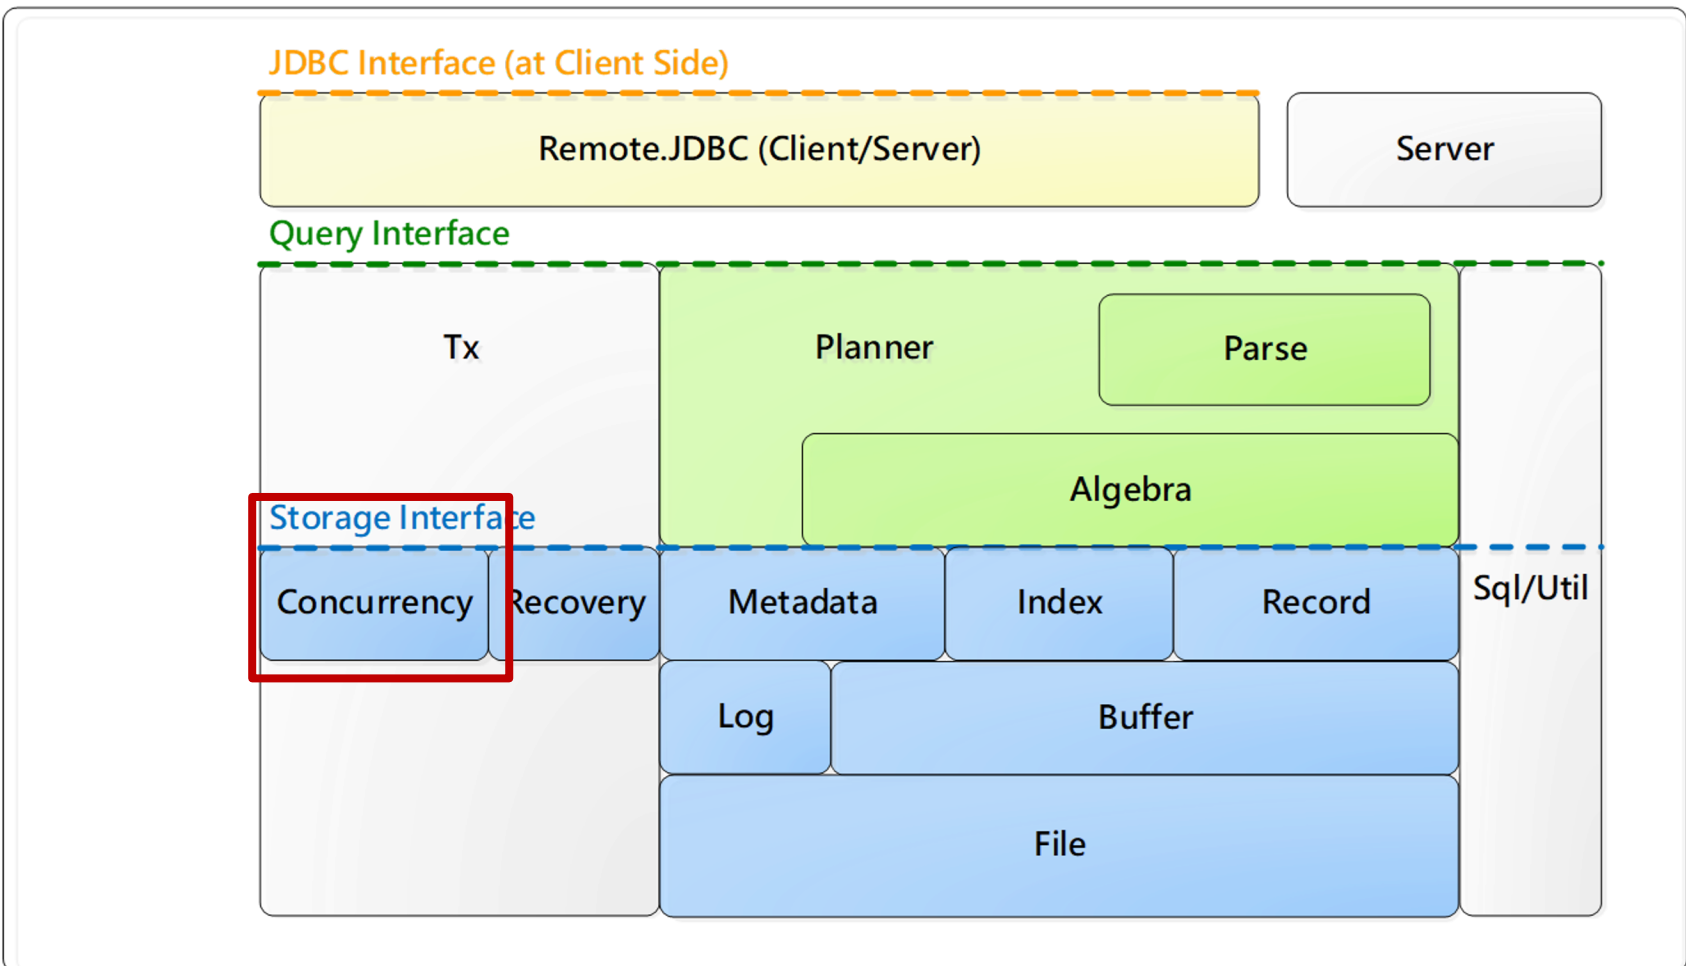 JDBC Interface (at Client Side)
Remote.JDBC (Client/Server)
Server
Query Interface
Tx
Planner
Parse
Algebra
Storage Interface
Concurrency
Recovery
Metadata
Index
Record
Sql/Util
Log
Buffer
File